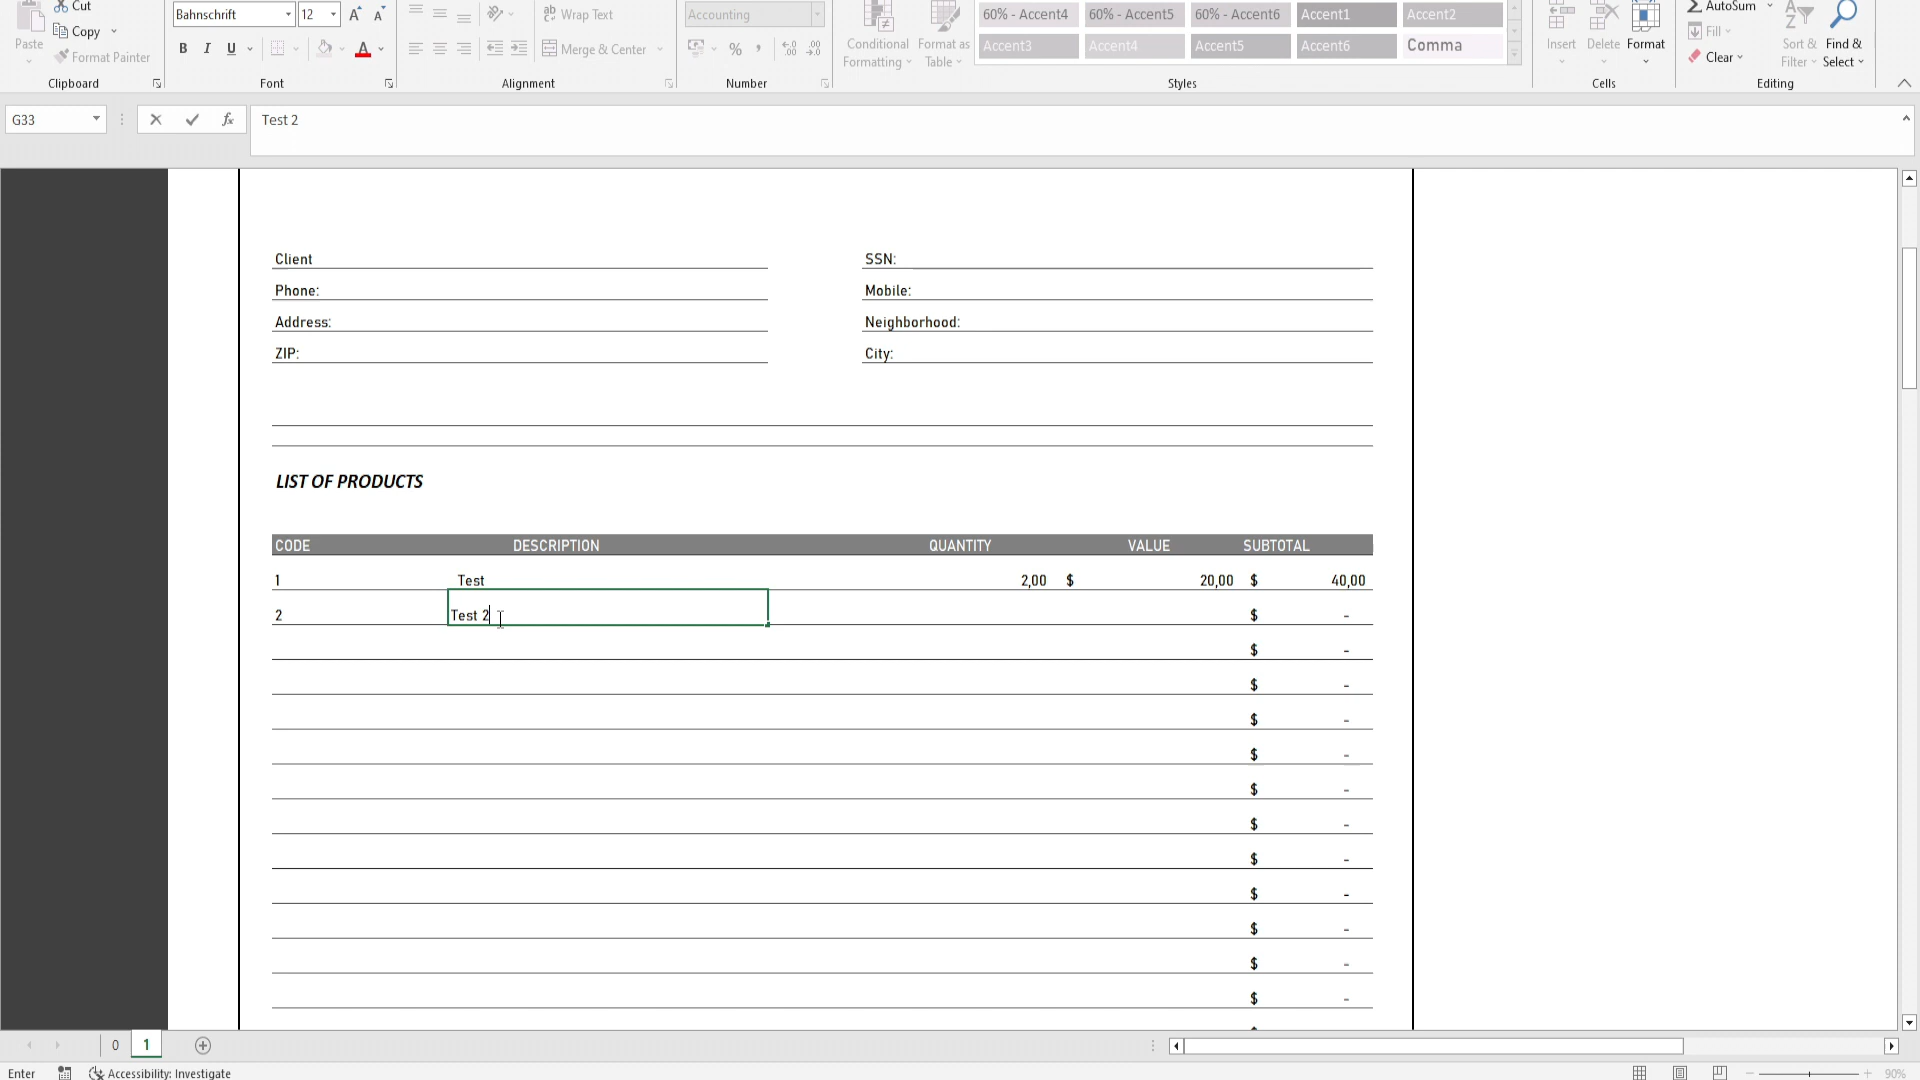 Cut
Bahnschrift 12 A A
Wrap Text
Accounting
60% - Accent4 60% - Accent5 60% - Accent6 Accent1 Accent2
AutoSum
Paste
Copy
B I U A
Merge & Center
% ,
Conditional Formatting
Format as Table
Accent3 Accent4 Accent5 Accent6 Comma
Insert Delete Format
Fill
Sort & Filter
Find & Select
Format Painter
Clear
Clipboard Font Alignment Number Styles Cells Editing
G33 fx Test 2
Client SSN:
Phone: Mobile:
Address: Neighborhood:
ZIP: City:
LIST OF PRODUCTS
CODE DESCRIPTION QUANTITY VALUE SUBTOTAL
1 Test 2,00 $ 20,00 $ 40,00
2 Test 2 $ -
$ -
$ -
$ -
$ -
$ -
$ -
$ -
$ -
$ -
$ -
$ -
0 1
Enter Accessibility: Investigate 90%